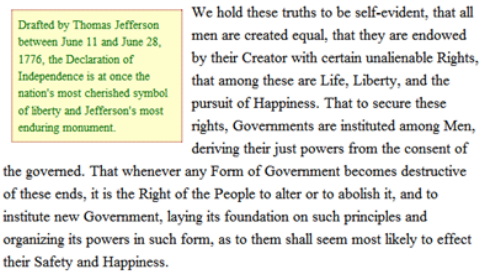 Drafted by Thomas Jefferson
between June 11 and June 28,
1776, the Declaration of
Independence is at once the
nation's most cherished symbol
of liberty and Jefferson's most
enduring monument.
We hold these truths to be self-evident, that all
men are created equal, that they are endowed
by their Creator with certain unalienable Rights,
that among these are Life, Liberty, and the
pursuit of Happiness. That to secure these
rights, Governments are instituted among Men,
deriving their just powers from the consent of
the governed. That whenever any Form of Government becomes destructive
of these ends, it is the Right of the People to alter or to abolish it, and to
institute new Government, laying its foundation on such principles and
organizing its powers in such form, as to them shall seem most likely to effect
their Safety and Happiness.